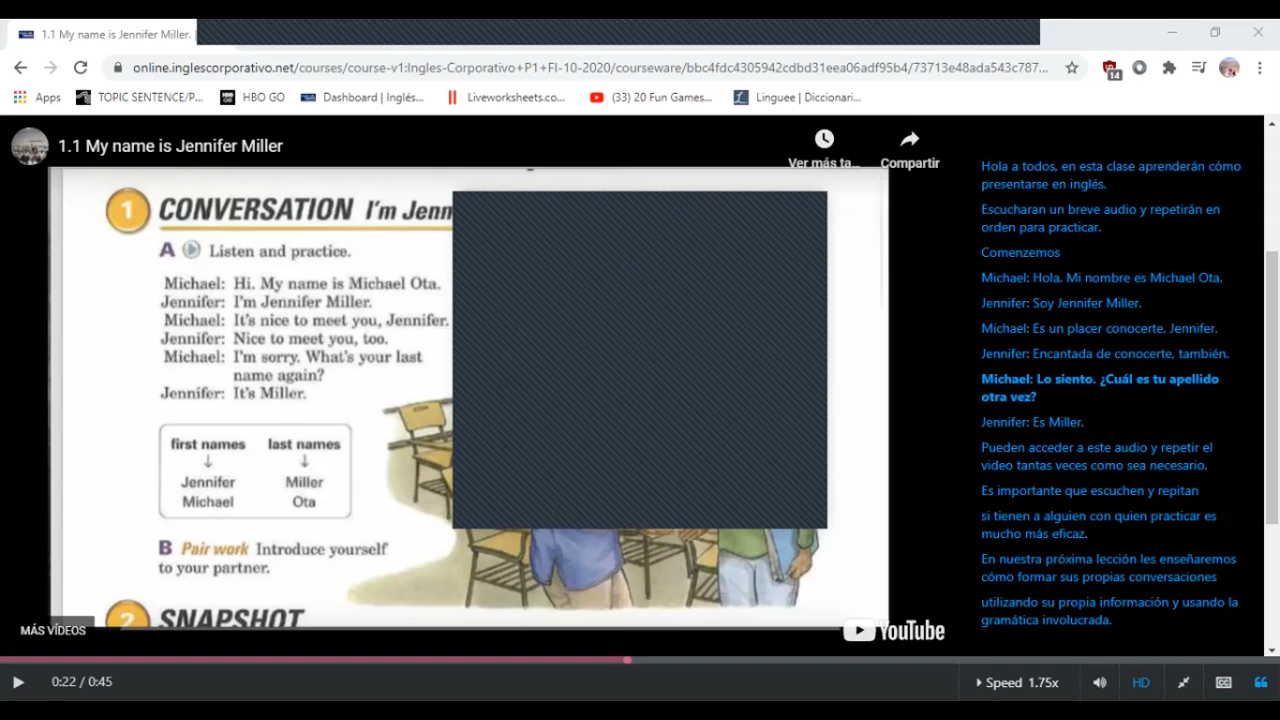 1.1 My name is Jennifer Miller.
online.inglescorporativo.net/courses/course-v1:Ingles-Corporativo+P1+FI-10-2020/courseware/bbc4fdc4305942cdbd31eea06adf95b4/73713e48ada543c787...
14
Apps TOPIC SENTENCE/P... HBO GO Dashboard | Inglés... Liveworksheets.co... (33) 20 Fun Games... Linguee | Diccionari...
1.1 My name is Jennifer Miller
Ver más ta... Compartir
1 CONVERSATION I'm Jenn
A Listen and practice.
Michael: Hi. My name is Michael Ota.
Jennifer: I'm Jennifer Miller.
Michael: It's nice to meet you, Jennifer.
Jennifer: Nice to meet you, too.
Michael: I'm sorry. What's your last
name again?
Jennifer: It's Miller.
first names last names
↓ ↓
Jennifer Miller
Michael Ota
B Pair work Introduce yourself
to your partner.
2 SNAPSHOT
MÁS VÍDEOS
YouTube
Hola a todos, en esta clase aprenderán cómo
presentarse en inglés.
Escucharan un breve audio y repetirán en
orden para practicar.
Comenzemos
Michael: Hola. Mi nombre es Michael Ota.
Jennifer: Soy Jennifer Miller.
Michael: Es un placer conocerte, Jennifer.
Jennifer: Encantada de conocerte, también.
Michael: Lo siento. ¿Cuál es tu apellido
otra vez?
Jennifer: Es Miller.
Pueden acceder a este audio y repetir el
video tantas veces como sea necesario.
Es importante que escuchen y repitan
si tienen a alguien con quien practicar es
mucho más eficaz.
En nuestra próxima lección les enseñaremos
cómo formar sus propias conversaciones
utilizando su propia información y usando la
gramática involucrada.
0:22 / 0:45
Speed 1.75x
HD
CC